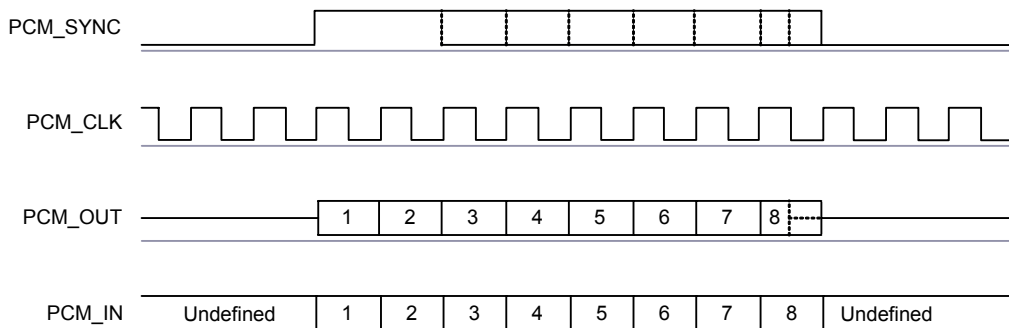 PCM_SYNC
PCM_CLK
PCM_OUT 1 2 3 4 5 6 7 8
PCM_IN Undefined 1 2 3 4 5 6 7 8 Undefined